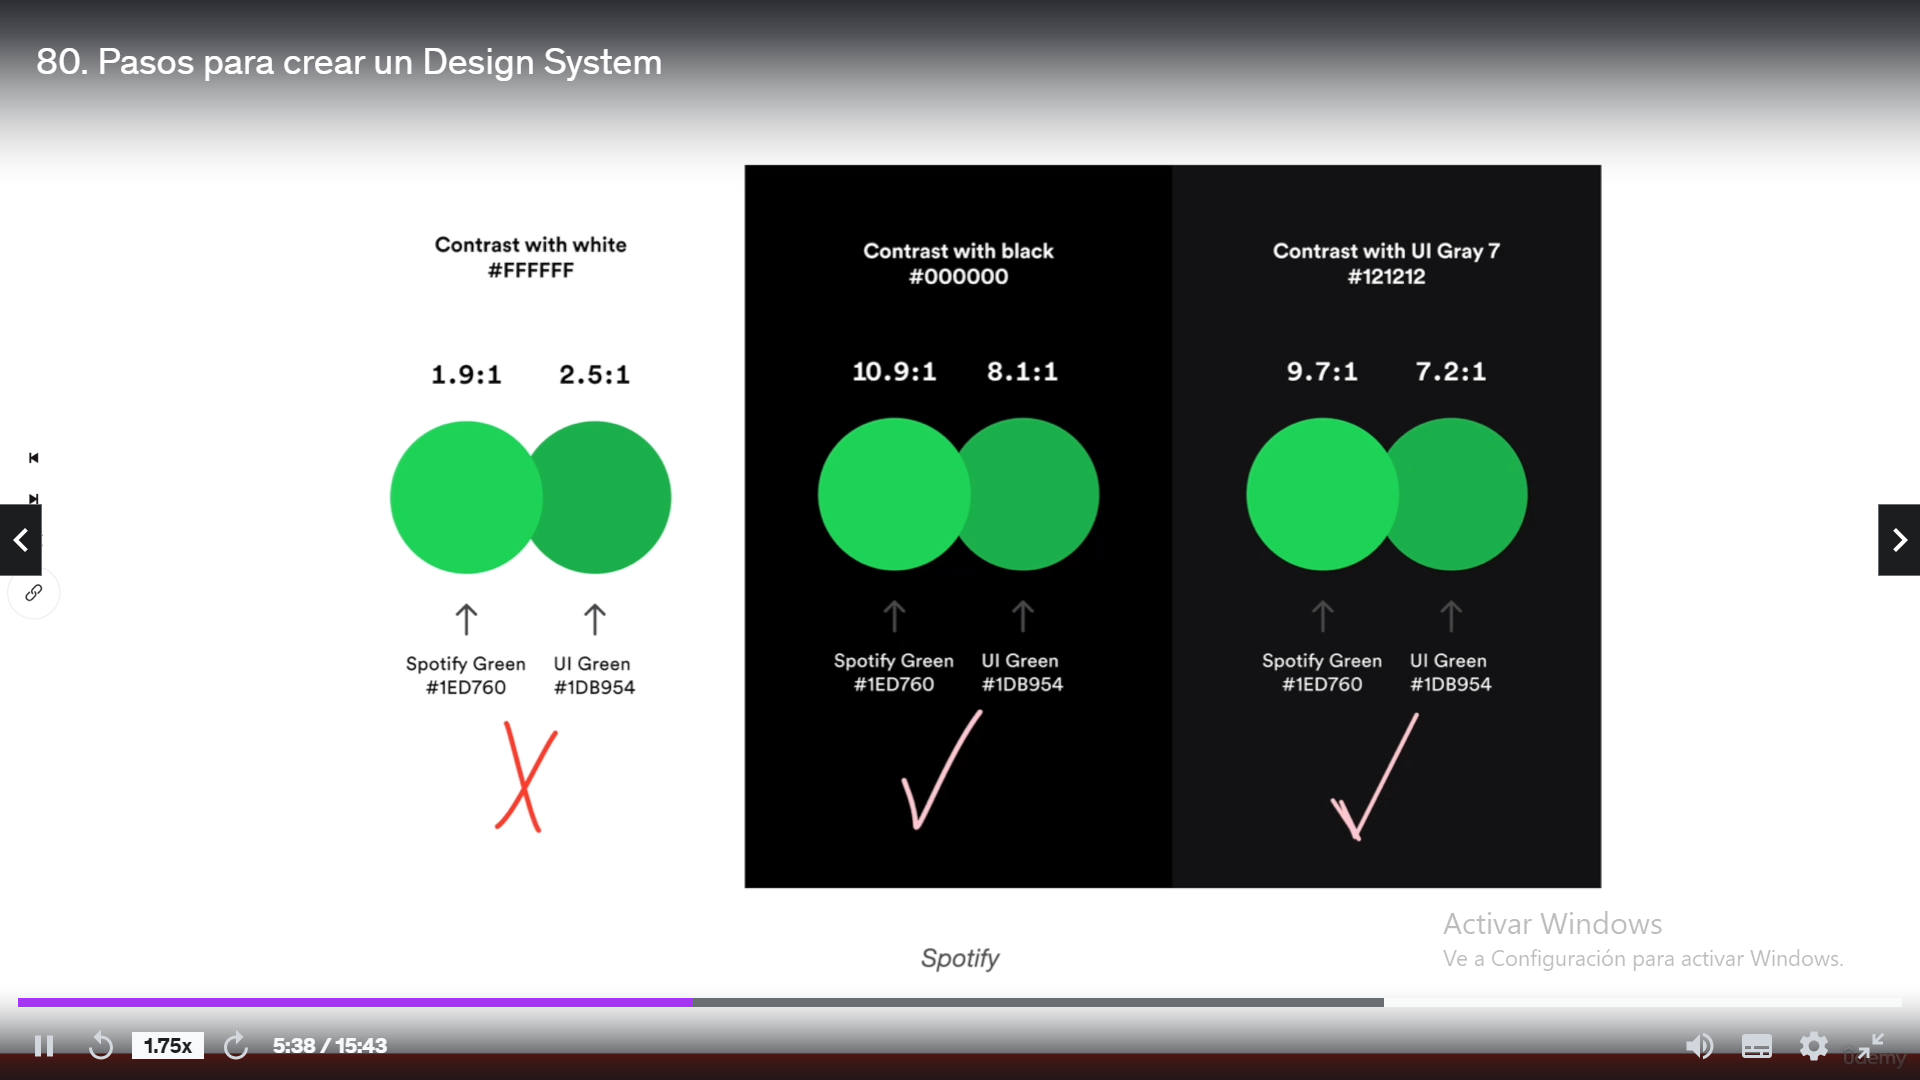 80. Pasos para crear un Design System
Contrast with white
#FFFFFF
1.9:1 2.5:1
Spotify Green UI Green
#1ED760 #1DB954
Contrast with black
#000000
10.9:1 8.1:1
Spotify Green UI Green
#1ED760 #1DB954
Contrast with UI Gray 7
#121212
9.7:1 7.2:1
Spotify Green UI Green
#1ED760 #1DB954
Spotify
Activar Windows
Ve a Configuración para activar Windows.
1.75x 5:38 / 15:43
ûdemy